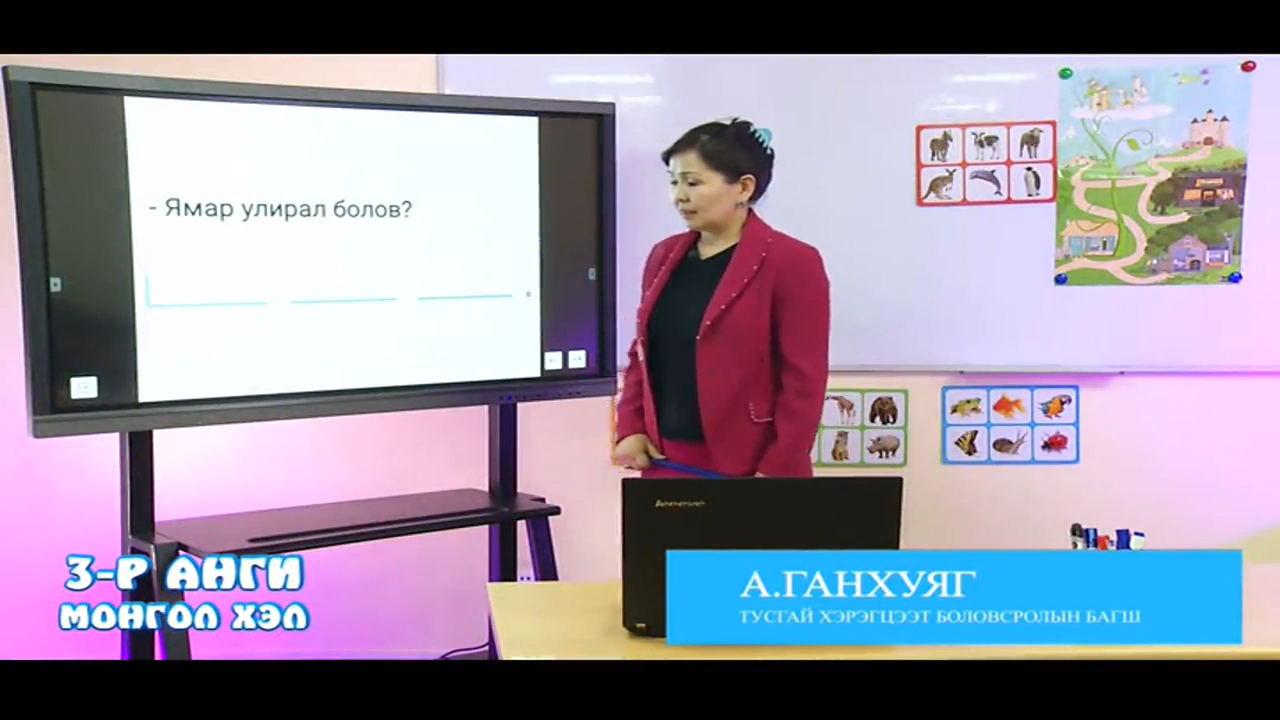 - Ямар улирал болов?
3-Р АНГИ
МОНГОЛ ХЭЛ
А.ГАНХУЯГ
ТУСГАЙ ХЭРЭГЦЭЭТ БОЛОВСРОЛЫН БАГШ